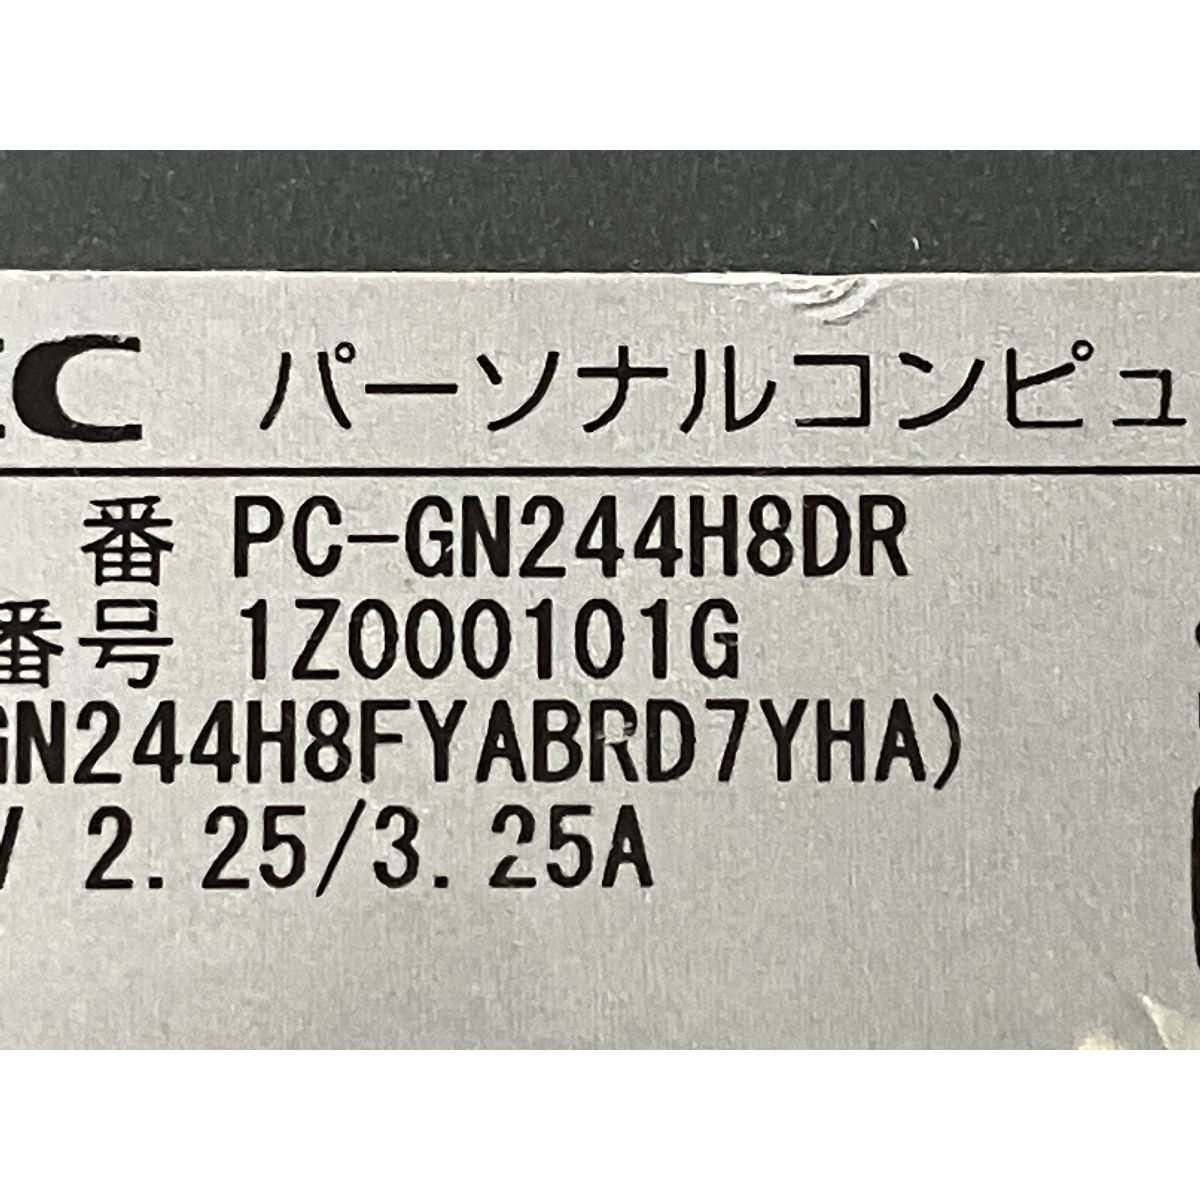 EC パーソナルコンピュ
番 PC-GN244H8DR
番号 1Z000101G
GN244H8FYABRD7YHA)
V 2.25/3.25A